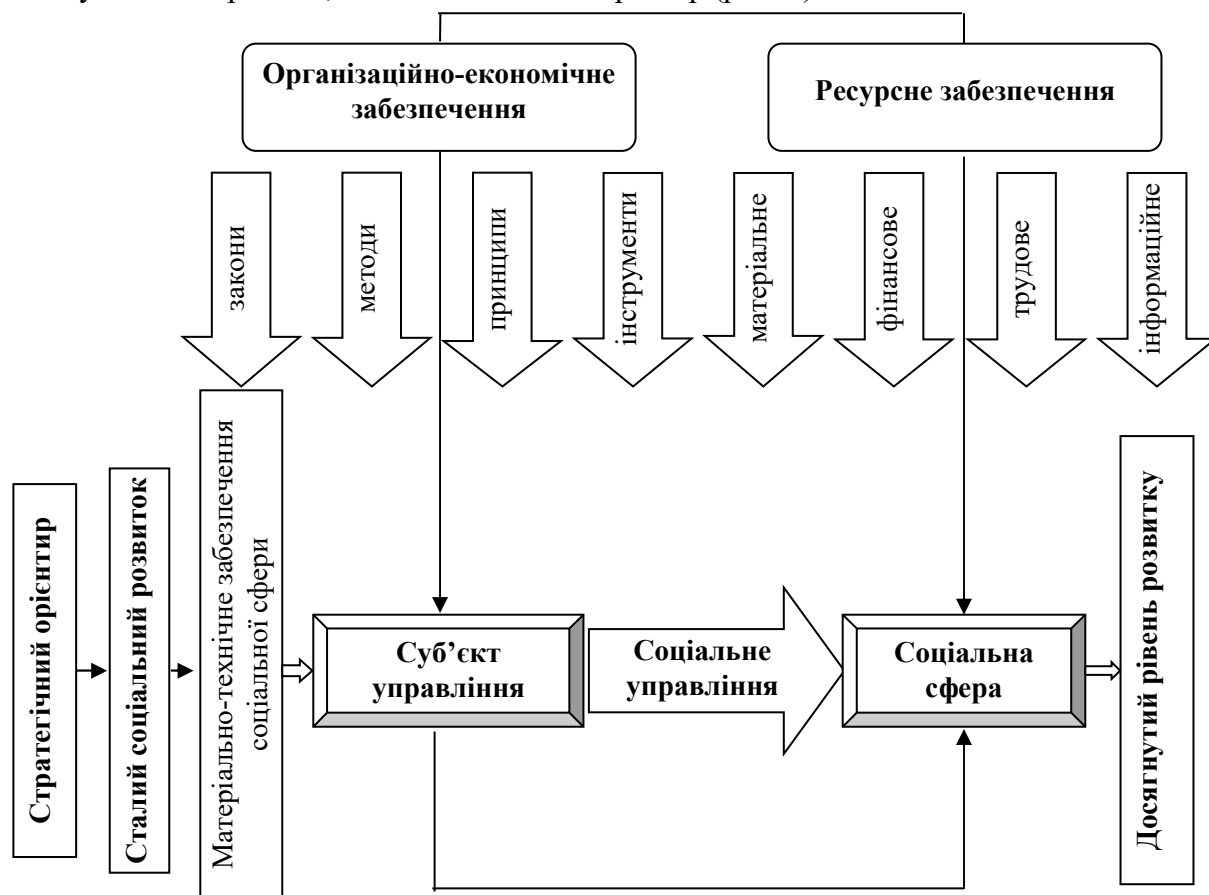 Організаційно-економічне
забезпечення
Ресурсне забезпечення
закони
методи
принципи
інструменти
матеріальне
фінансове
трудове
інформаційне
Стратегічний орієнтир
Сталий соціальний розвиток
Матеріально-технічне забезпечення
соціальної сфери
Суб’єкт
управління
Соціальне
управління
Соціальна
сфера
Досягнутий рівень розвитку